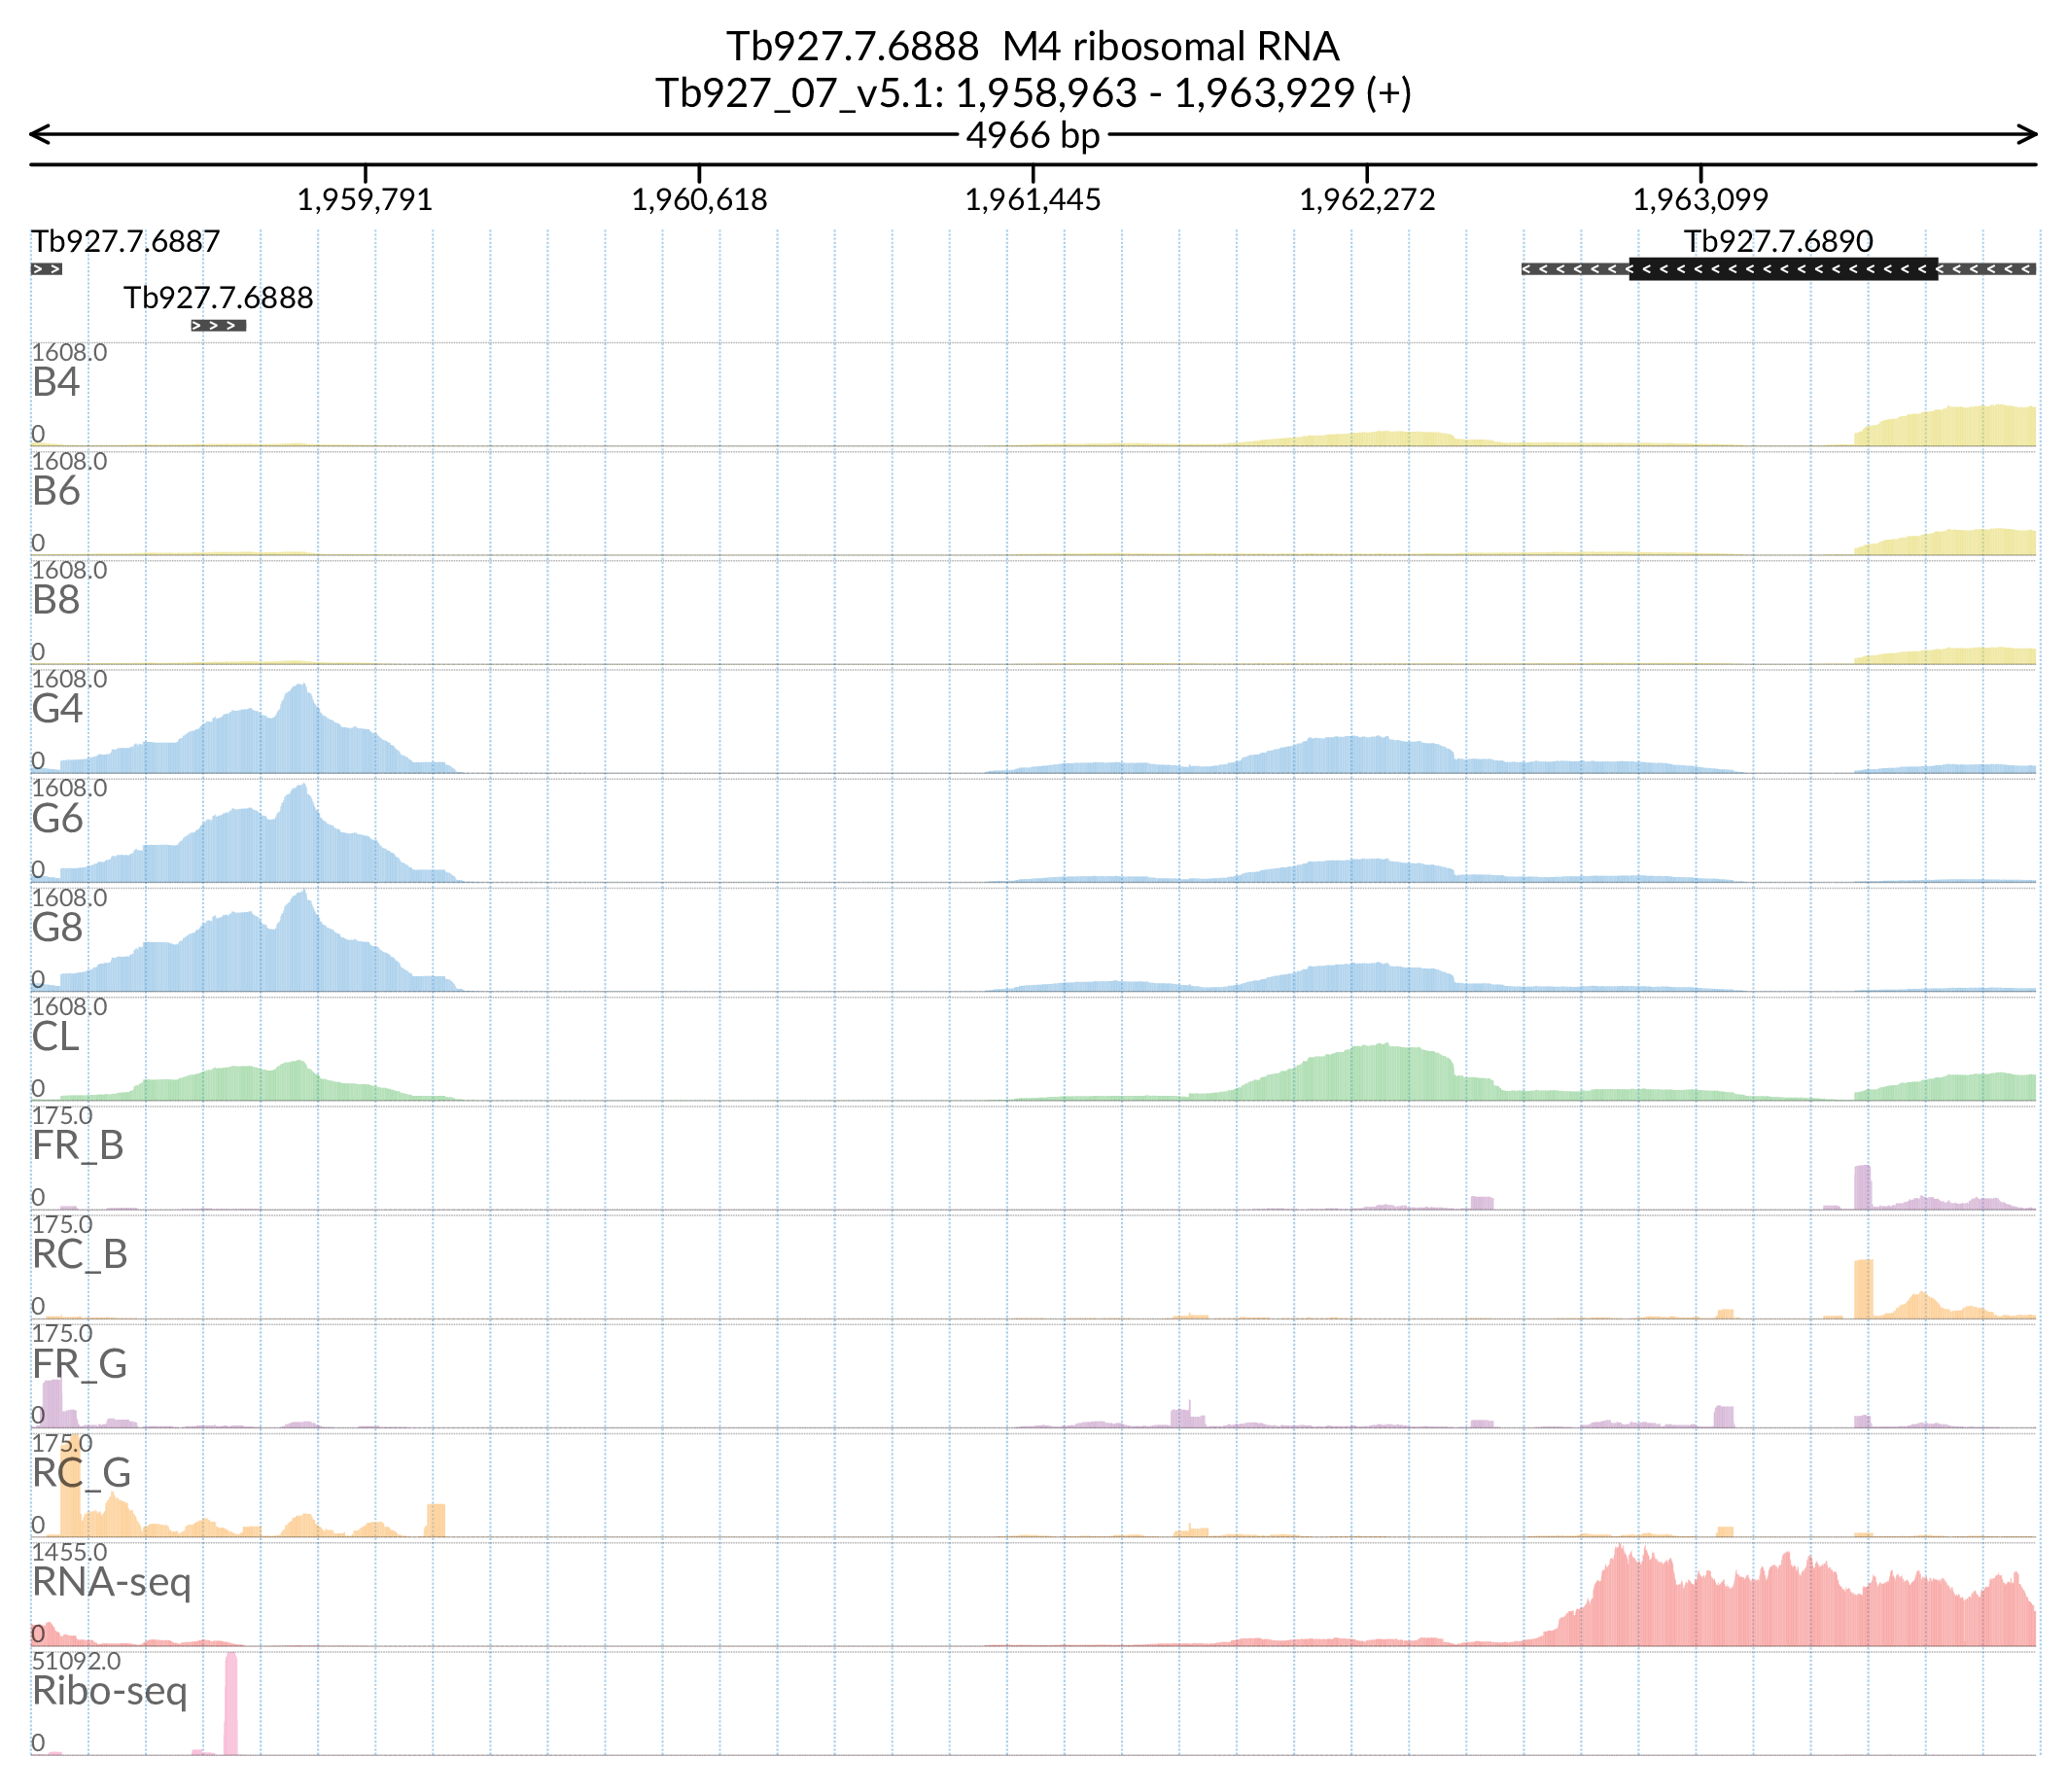 Tb927.7.6888  M4 ribosomal RNA
Tb927_07_v5.1: 1,958,963 - 1,963,929 (+)
4966 bp
1,959,791 1,960,618 1,961,445 1,962,272 1,963,099
Tb927.7.6887 Tb927.7.6890
Tb927.7.6888
1608.0
B4
0
1608.0
B6
0
1608.0
B8
0
1608.0
G4
0
1608.0
G6
0
1608.0
G8
0
1608.0
CL
0
175.0
FR_B
0
175.0
RC_B
0
175.0
FR_G
0
175.0
RC_G
0
1455.0
RNA-seq
0
51092.0
Ribo-seq
0